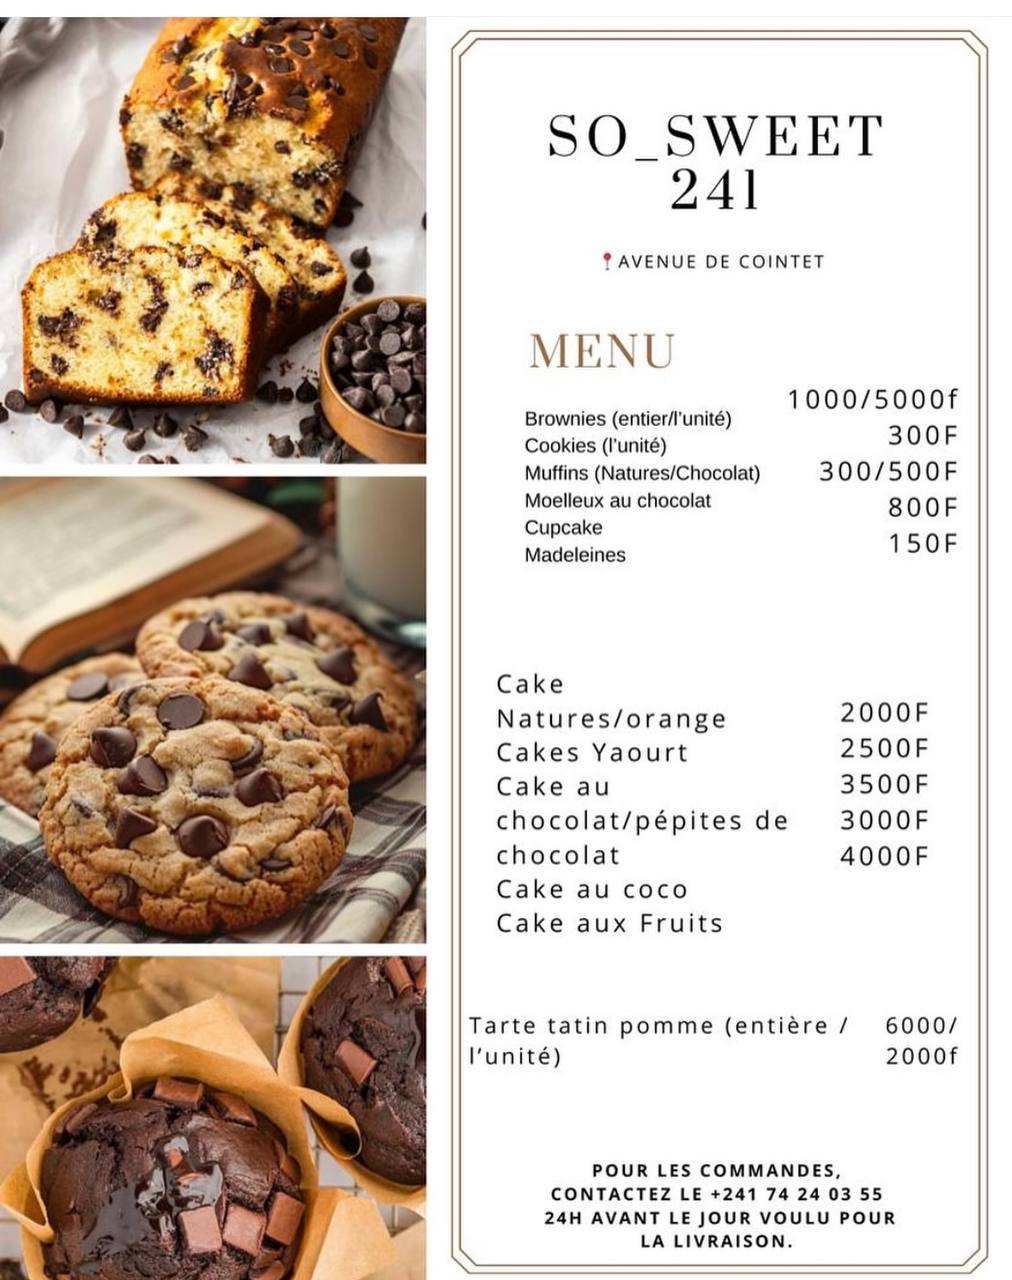 SO_SWEET
241
📍AVENUE DE COINTET
MENU
Brownies (entier/l'unité)
Cookies (l'unité)
Muffins (Natures/Chocolat)
Moelleux au chocolat
Cupcake
Madeleines
1000/5000f
300F
300/500F
800F
150F
Cake
Natures/orange
Cakes Yaourt
Cake au
chocolat/pépites de
chocolat
Cake au coco
Cake aux Fruits
2000F
2500F
3500F
3000F
4000F
Tarte tatin pomme (entière /
l'unité)
6000/
2000f
POUR LES COMMANDES,
CONTACTEZ LE +241 74 24 03 55
24H AVANT LE JOUR VOULU POUR
LA LIVRAISON.